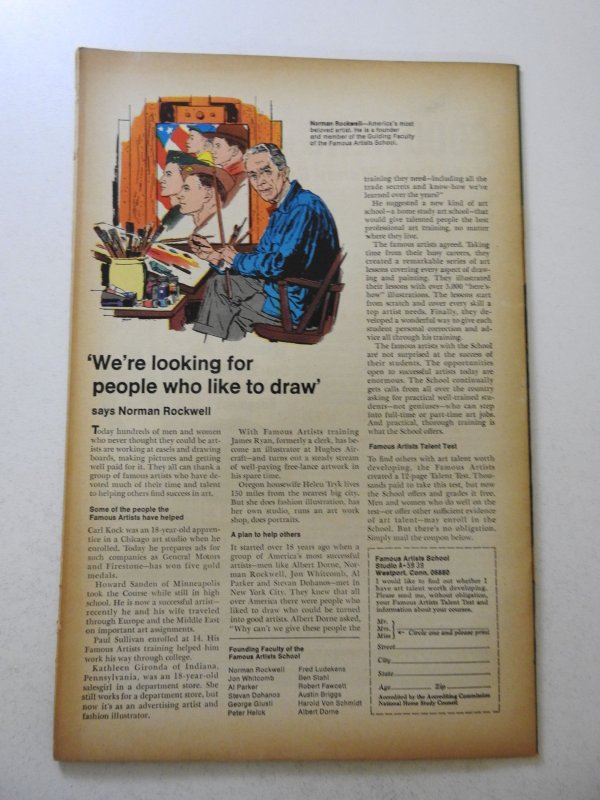 Norman Rockwell—America's most
beloved artist. He is a founder
and member of the Guiding Faculty
of the Famous Artists School.
'We're looking for
people who like to draw'
says Norman Rockwell
Today hundreds of men and women
who never thought they could be art-
ists are working at easels and drawing
boards, making pictures and getting
well paid for it. They all can thank a
group of famous artists who have de-
voted much of their time and talent
to helping others find success in art.
Some of the people the
Famous Artists have helped
Carl Kock was an 18-year-old appren-
tice in a Chicago art studio when he
enrolled. Today he prepares ads for
such companies as General Motors
and Firestone—has won five gold
medals.
Howard Sanden of Minneapolis
took the Course while still in high
school. He is now a successful artist—
recently he and his wife traveled
through Europe and the Middle East
on important art assignments.
Paul Sullivan enrolled at 14. His
Famous Artists training helped him
work his way through college.
Kathleen Gironda of Indiana,
Pennsylvania, was an 18-year-old
salesgirl in a department store. She
still works for a department store, but
now it's as an advertising artist and
fashion illustrator.
With Famous Artists training
James Ryan, formerly a clerk, has be-
come an illustrator at Hughes Air-
craft—and turns out a steady stream
of well-paying free-lance artwork in
his spare time.
Oregon housewife Helen Tryk lives
150 miles from the nearest big city.
But she does fashion illustration, has
her own studio, runs an art work
shop, does portraits.
A plan to help others
It started over 18 years ago when a
group of America's most successful
artists—men like Albert Dorne, Nor-
man Rockwell, Jon Whitcomb, Al
Parker and Stevan Dohanos—met in
New York City. They knew that all
over America there were people who
liked to draw who could be turned
into good artists. Albert Dorne asked,
"Why can't we give these people the
Founding Faculty of the
Famous Artists School
Norman Rockwell
Jon Whitcomb
Al Parker
Stevan Dohanos
George Giusti
Peter Helck
Fred Ludekens
Ben Stahl
Robert Fawcett
Austin Briggs
Harold Von Schmidt
Albert Dorne
training they need—including all the
trade secrets and know-how we've
learned over the years?"
He suggested a new kind of art
school—a home study art school—that
would give talented people the best
professional art training, no matter
where they live.
The famous artists agreed. Taking
time from their busy careers, they
created a remarkable series of art
lessons covering every aspect of draw-
ing and painting. They illustrated
their lessons with over 5,000 "here's-
how" illustrations. The lessons start
from scratch and cover every skill a
top artist needs. Finally, they de-
veloped a wonderful way to give each
student personal correction and ad-
vice all through his training.
The famous artists with the School
are not surprised at the success of
their students. The opportunities
open to successful artists today are
enormous. The School continually
gets calls from all over the country
asking for practical well-trained stu-
dents—not geniuses—who can step
into full-time or part-time art jobs.
And practical, thorough training is
what the School offers.
Famous Artists Talent Test
To find others with art talent worth
developing, the Famous Artists
created a 12-page Talent Test. Thou-
sands paid to take this test, but now
the School offers and grades it free.
Men and women who do well on the
test—or offer other sufficient evidence
of art talent—may enroll in the
School. But there's no obligation.
Simply mail the coupon below.
Famous Artists School
Westport, Conn. 06880
I would like to find out whether I
have art talent worth developing.
Please send me, without obligation,
your Famous Artists Talent Test and
information about your courses.
Mr.
Mrs.
Miss
Circle one and please print
Street
City
State
Age Zip
Accredited by the Accrediting Commission
National Home Study Council